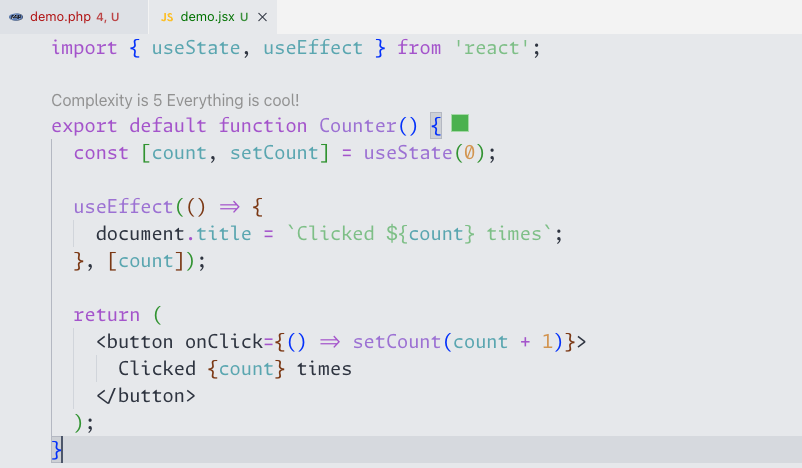 demo.php 4, U JS demo.jsx U
import { useState, useEffect } from 'react';
Complexity is 5 Everything is cool!
export default function Counter() {
const [count, setCount] = useState(0);
useEffect(() => {
document.title = `Clicked ${count} times`;
}, [count]);
return (
<button onClick={() => setCount(count + 1)}>
Clicked {count} times
</button>
);
}